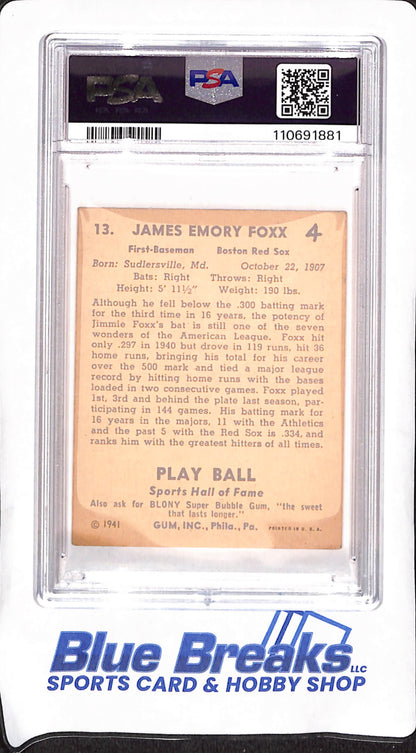 PSA
PSA
110691881
13. JAMES EMORY FOXX 4
First-Baseman Boston Red Sox
Born: Sudlersville, Md. October 22, 1907
Bats: Right Throws: Right
Height: 5' 11½" Weight: 190 lbs.
Although he fell below the .300 batting mark
for the third time in 16 years, the potency of
Jimmie Foxx's bat is still one of the seven
wonders of the American League. Foxx hit
only .297 in 1940 but drove in 119 runs, hit 36
home runs, bringing his total for his career
over the 500 mark and tied a major league
record by hitting home runs with the bases
loaded in two consecutive games. Foxx played
1st, 3rd and behind the plate last season, par-
ticipating in 144 games. His batting mark for
16 years in the majors, 11 with the Athletics
and the past 5 with the Red Sox is .334, and
ranks him with the greatest hitters of all times.
PLAY BALL
Sports Hall of Fame
Also ask for BLONY Super Bubble Gum, "the sweet
that lasts longer."
© 1941 GUM, INC., Phila., Pa. PRINTED IN U. S. A.
Blue Breaks LLC
SPORTS CARD & HOBBY SHOP